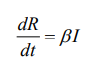 dR/dt = βI